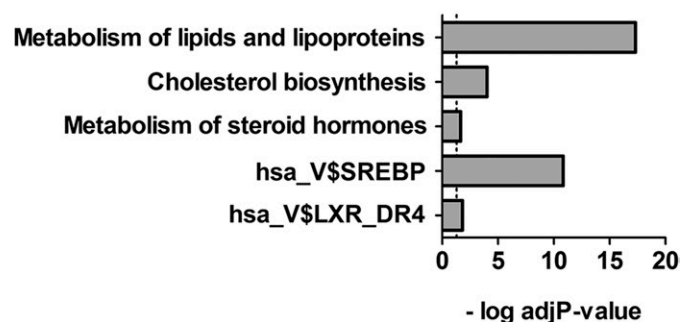 Metabolism of lipids and lipoproteins
Cholesterol biosynthesis
Metabolism of steroid hormones
hsa_V$SREBP
hsa_V$LXR_DR4
0 5 10 15 20
- log adjP-value